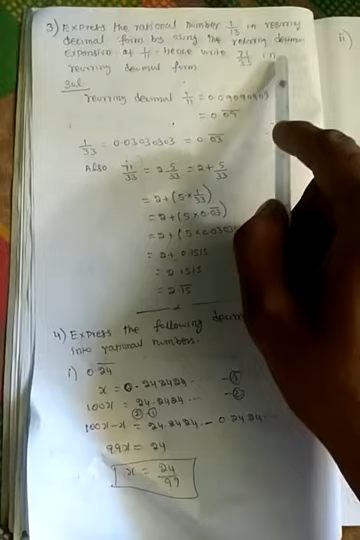 3) Express the rational number 1/13 in recurring
decimal form by using the recurring decimal
expansion of 1/11. Hence write 71/33 in
recurring decimal form
Sol
recurring decimal 1/11 = 0.09090909
= 0.0̅9̅
1/33 = 0.03030303 = 0.0̅3̅
Also 71/33 = 2 5/33 = 2+ 5/33
= 2+(5×1/33)
= 2+(5×0.0̅3̅)
= 2+(5×0.0303
= 2+ 0.1515
= 2.1515
= 2.1̅5̅
4) Express the following
into rational numbers.
i) 0.2̅4̅
x = 0.242424 ... - ①
100x = 24.2424 ... - ②
② - ①
100x-x = 24.2424 ... - 0.2424 ...
99x = 24
x = 24/99
ii)